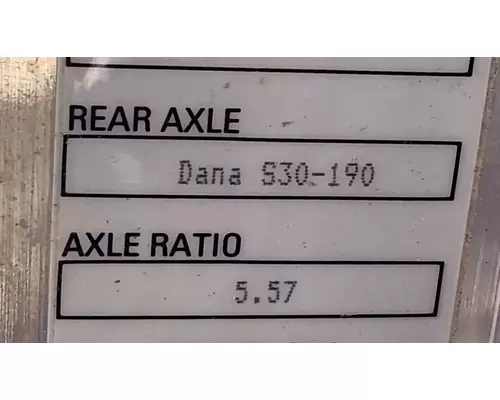 REAR AXLE
Dana S30-190
AXLE RATIO
5.57